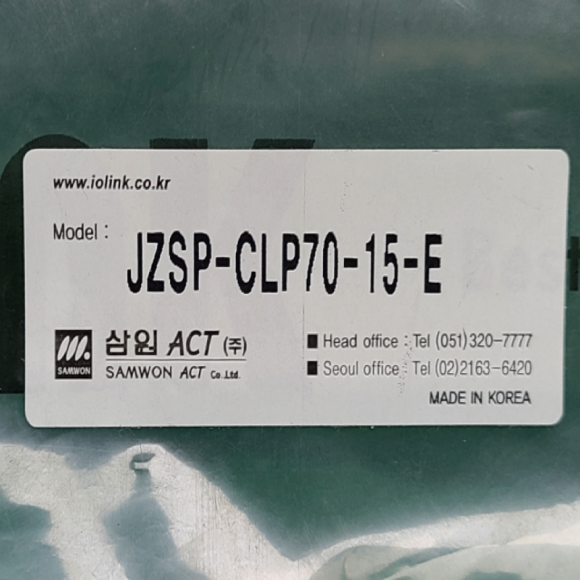 www.iolink.co.kr
Model : JZSP-CLP70-15-E
M. SAMWON
삼원 ACT (주)
SAMWON ACT Co.,Ltd.
■ Head office : Tel (051)320-7777
■ Seoul office : Tel (02)2163-6420
MADE IN KOREA